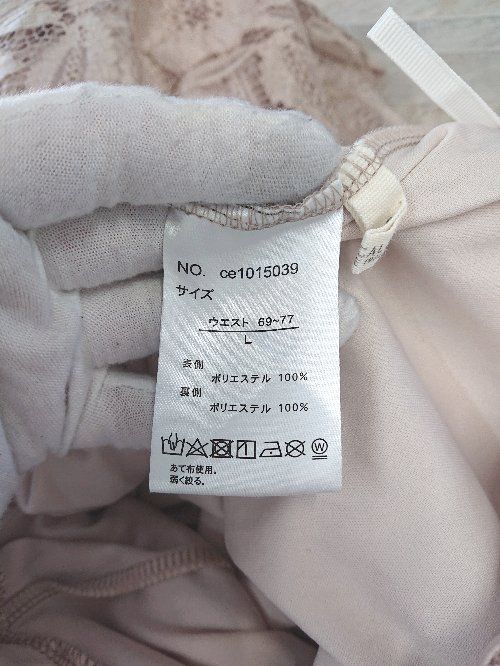 NO. ce1015039
サイズ
ウエスト 69~77
L
表側
ポリエステル 100%
裏側
ポリエステル 100%
あて布使用。
弱く絞る。